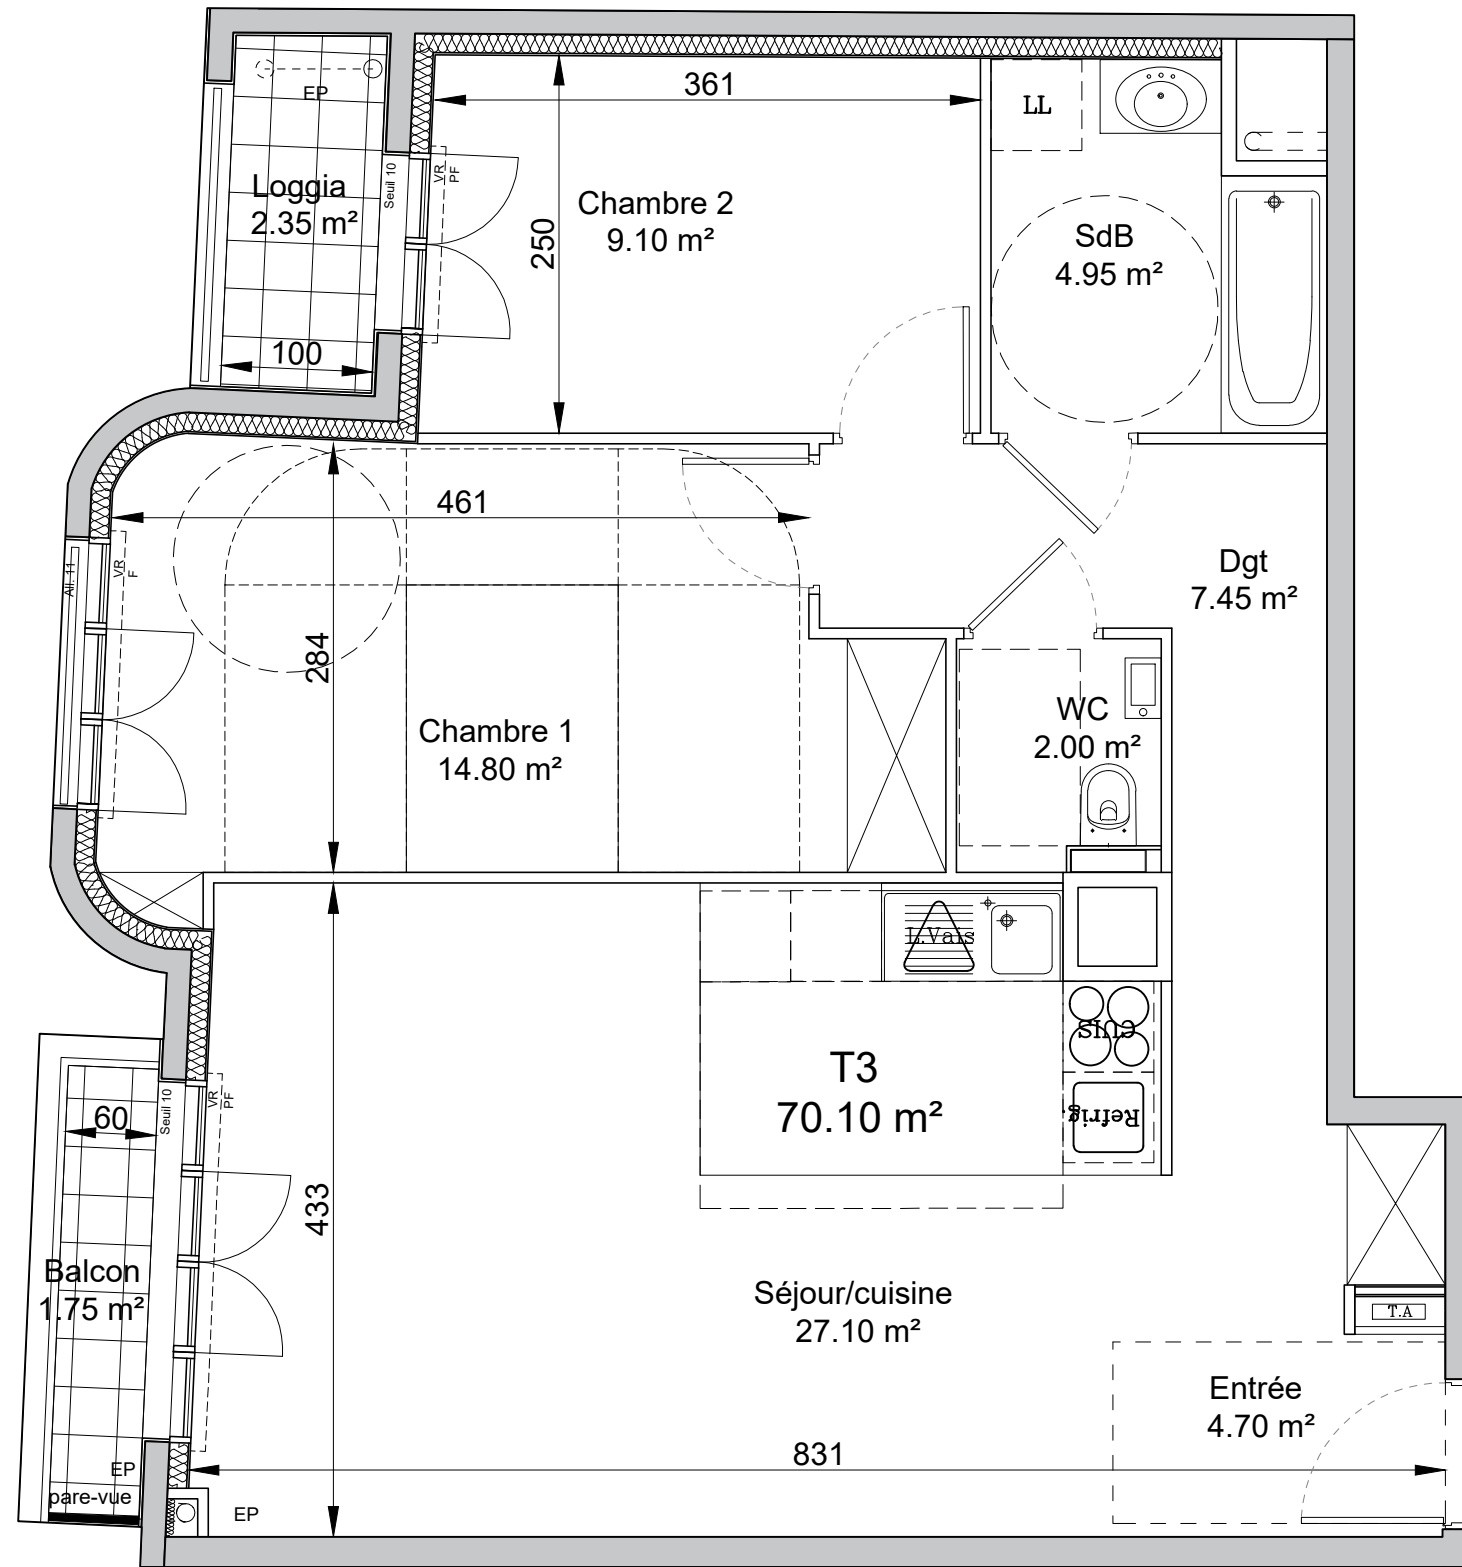 EP
361
LL
Loggia
2.35 m²
Seuil 10
VR
PF
Chambre 2
9.10 m²
250
SdB
4.95 m²
100
461
All. 11
VR
F
Dgt
7.45 m²
284
Chambre 1
14.80 m²
WC
2.00 m²
L.Vais
CUIS
T3
70.10 m²
Refrig.
60
Seuil 10
VR
PF
433
Balcon
1.75 m²
Séjour/cuisine
27.10 m²
T.A
Entrée
4.70 m²
831
EP
pare-vue
EP